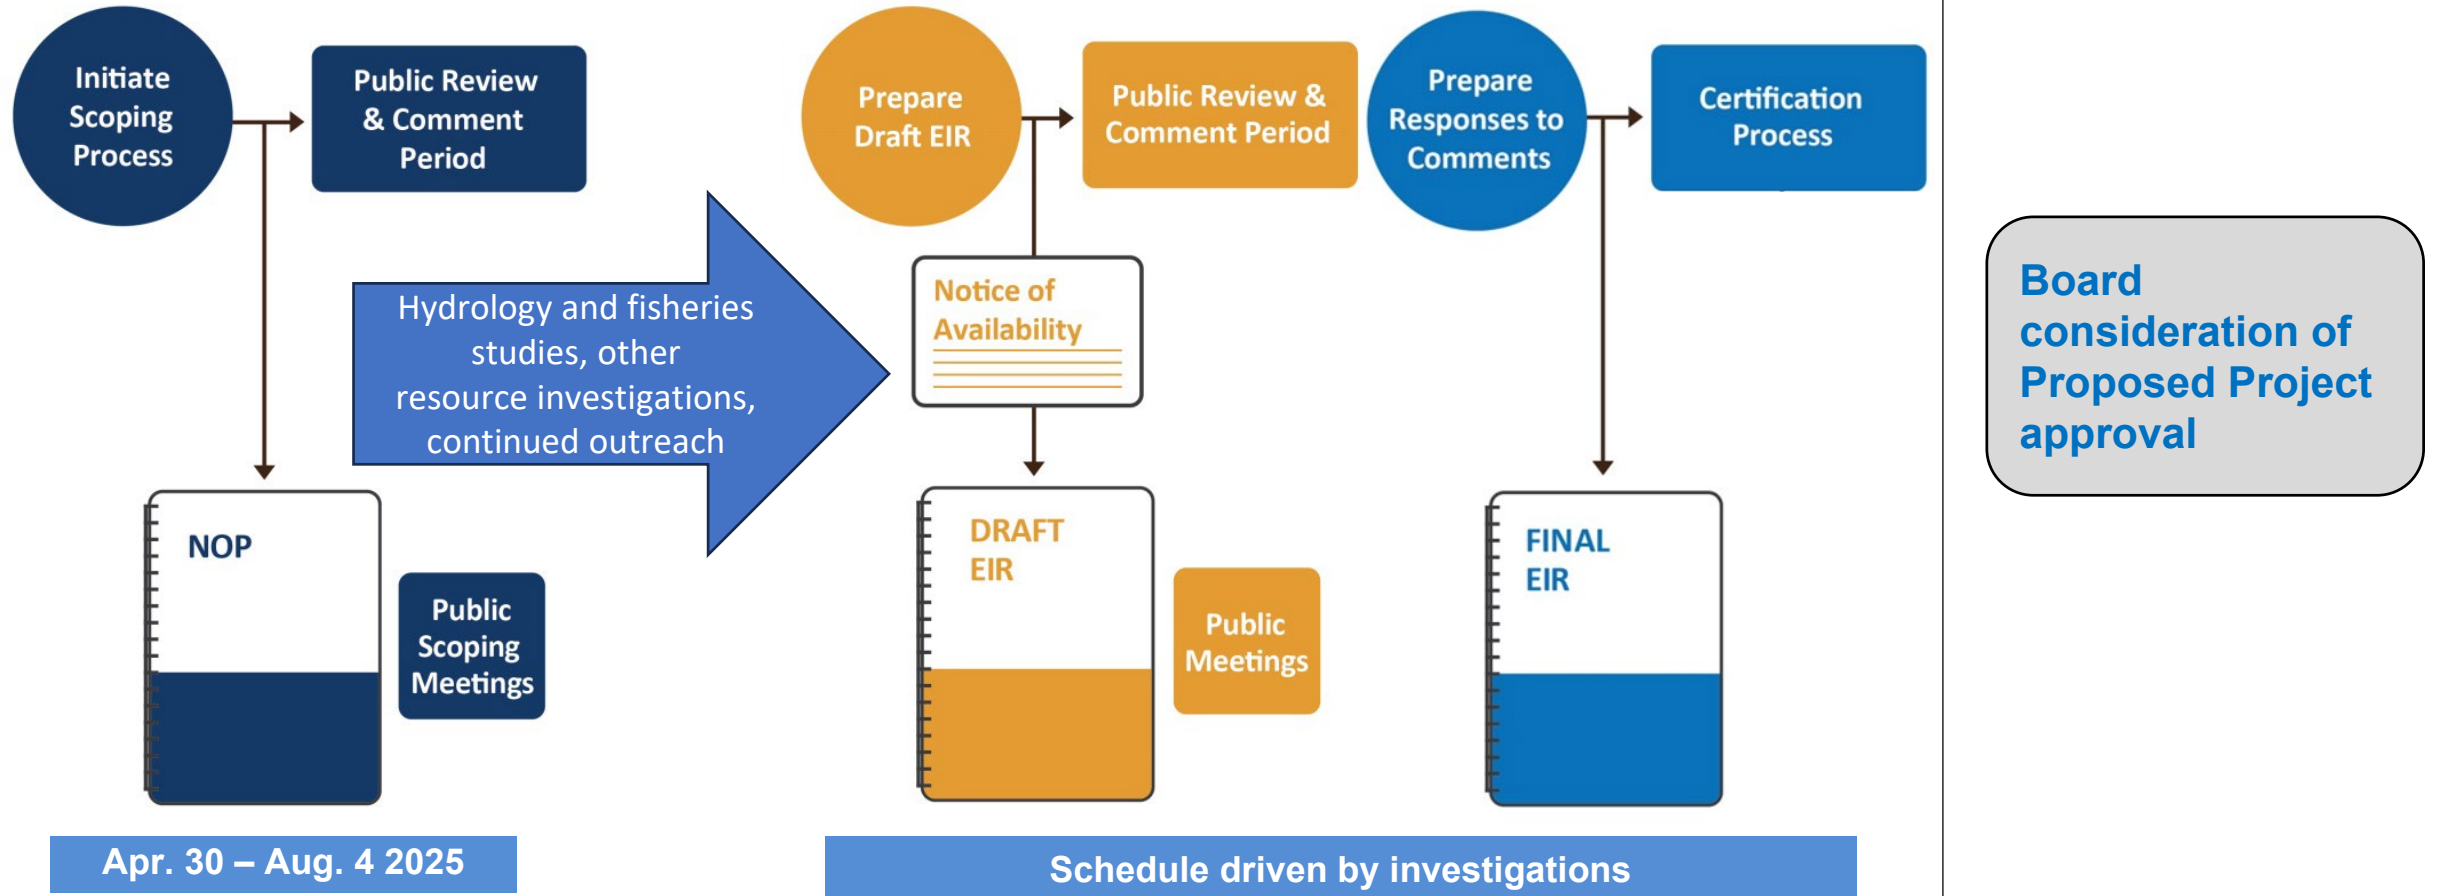 Initiate
Scoping
Process
Public Review
& Comment
Period
NOP
Public
Scoping
Meetings
Apr. 30 – Aug. 4 2025
Hydrology and fisheries
studies, other
resource investigations,
continued outreach
Prepare
Draft EIR
Public Review &
Comment Period
Notice of
Availability
DRAFT
EIR
Public
Meetings
Prepare
Responses to
Comments
Certification
Process
FINAL
EIR
Schedule driven by investigations
Board
consideration of
Proposed Project
approval